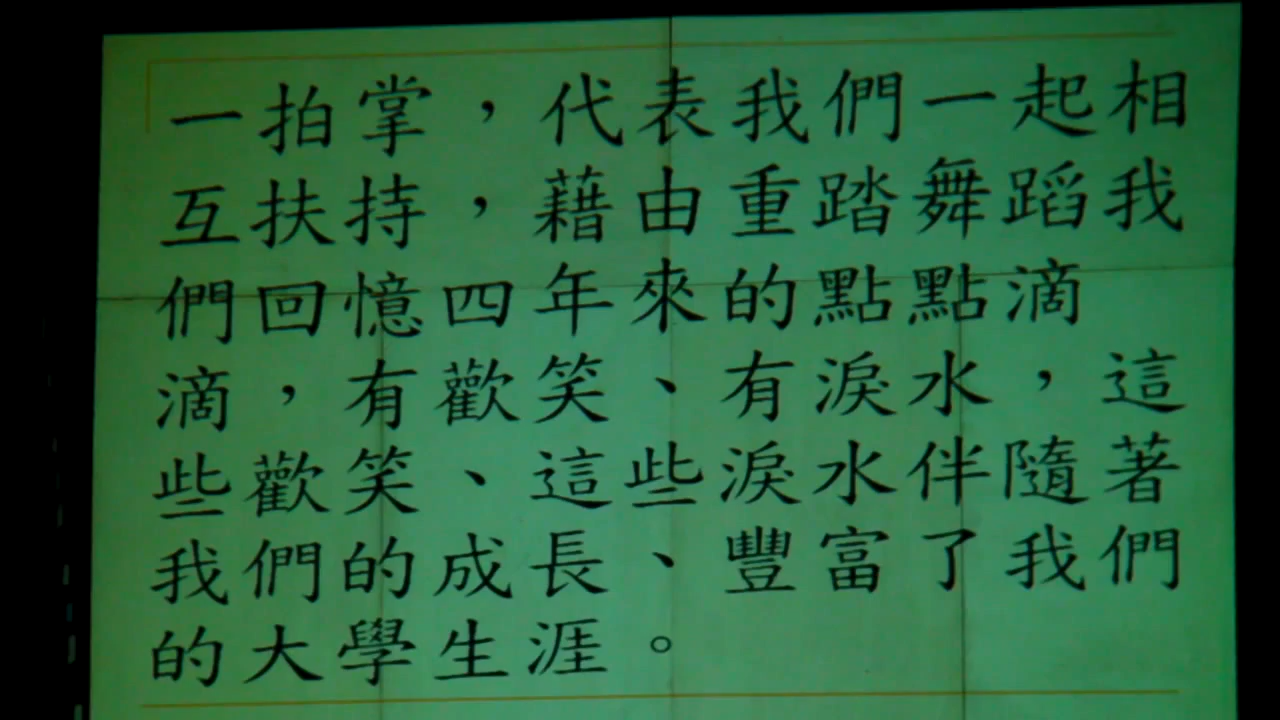 一拍掌，代表我們一起相
互扶持，藉由重踏舞蹈我
們回憶四年來的點點滴
滴，有歡笑、有淚水，這
些歡笑、這些淚水伴隨著
我們的成長、豐富了我們
的大學生涯。